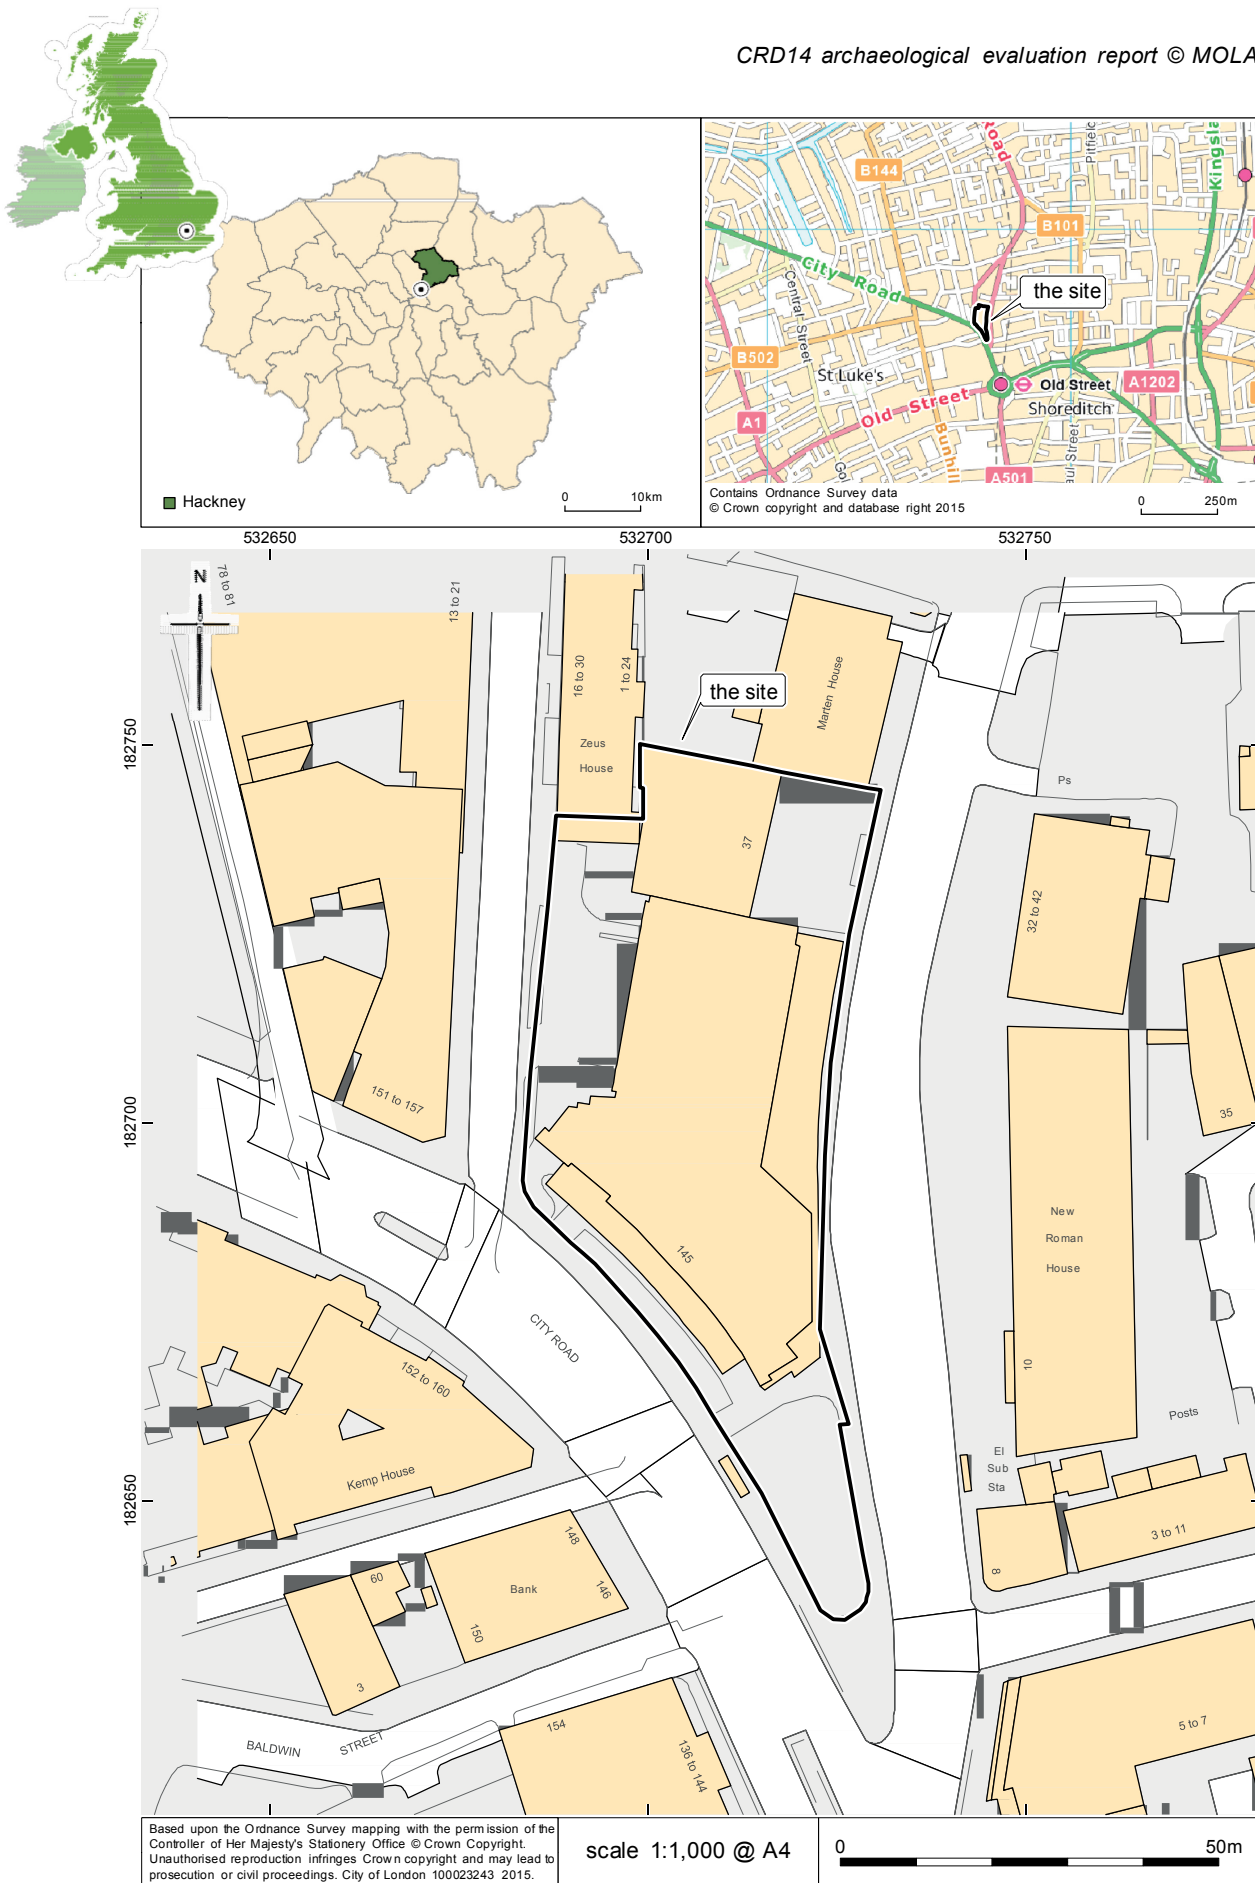 CRD14 archaeological evaluation report © MOLA
Hackney
0 10km
B144
B101
City Road
Road
Central Street
the site
B502
St Luke's
Old Street
Old Street
A1202
Shoreditch
A1
Bunhill
A501
Contains Ordnance Survey data
© Crown copyright and database right 2015
0 250m
532650 532700 532750
N
78 to 81
13 to 21
16 to 30
1 to 24
Marten House
the site
Zeus
House
182750
Ps
37
32 to 42
151 to 157
182700
35
New
Roman
House
145
CITY ROAD
152 to 160
10
Kemp House
Posts
El
Sub
Sta
182650
148
146
60
Bank
150
3
3 to 11
8
BALDWIN STREET
154
136 to 144
5 to 7
Based upon the Ordnance Survey mapping with the permission of the
Controller of Her Majesty's Stationery Office © Crown Copyright.
Unauthorised reproduction infringes Crown copyright and may lead to
prosecution or civil proceedings. City of London 100023243 2015.
scale 1:1,000 @ A4
0 50m